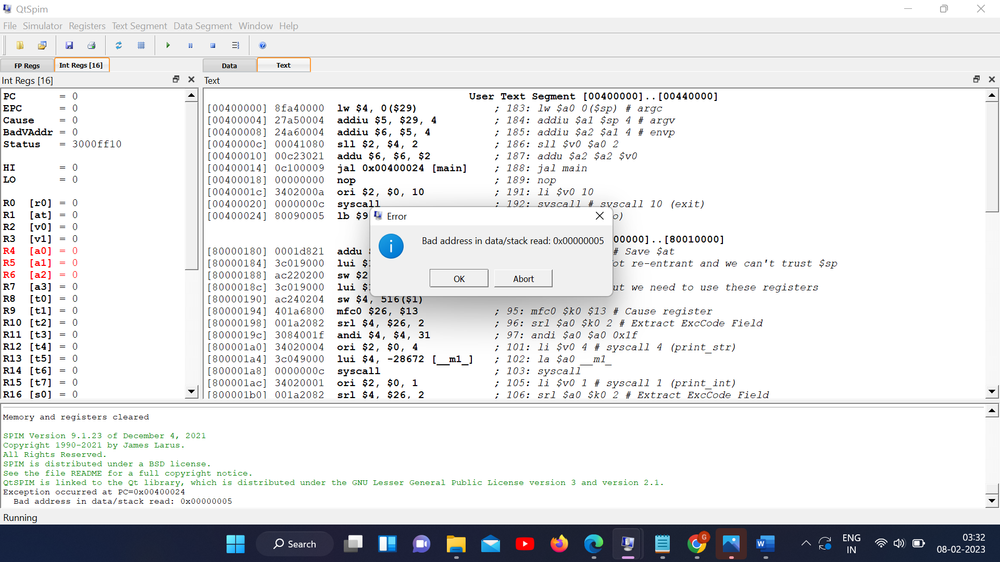 QtSpim
File Simulator Registers Text Segment Data Segment Window Help
FP Regs Int Regs [16] Data Text
Int Regs [16]
PC = 0
EPC = 0
Cause = 0
BadVAddr = 0
Status = 3000ff10
HI = 0
LO = 0
R0 [r0] = 0
R1 [at] = 0
R2 [v0] = 0
R3 [v1] = 0
R4 [a0] = 0
R5 [a1] = 0
R6 [a2] = 0
R7 [a3] = 0
R8 [t0] = 0
R9 [t1] = 0
R10 [t2] = 0
R11 [t3] = 0
R12 [t4] = 0
R13 [t5] = 0
R14 [t6] = 0
R15 [t7] = 0
R16 [s0] = 0
Text
User Text Segment [00400000]..[00440000]
[00400000] 8fa40000 lw $4, 0($29) ; 183: lw $a0 0($sp) # argc
[00400004] 27a50004 addiu $5, $29, 4 ; 184: addiu $a1 $sp 4 # argv
[00400008] 24a60004 addiu $6, $5, 4 ; 185: addiu $a2 $a1 4 # envp
[0040000c] 00041080 sll $2, $4, 2 ; 186: sll $v0 $a0 2
[00400010] 00c23021 addu $6, $6, $2 ; 187: addu $a2 $a2 $v0
[00400014] 0c100009 jal 0x00400024 [main] ; 188: jal main
[00400018] 00000000 nop ; 189: nop
[0040001c] 3402000a ori $2, $0, 10 ; 191: li $v0 10
[00400020] 0000000c syscall ; 192: syscall # syscall 10 (exit)
[00400024] 80090005 lb $9 o)
00000]..[80010000]
[80000180] 0001d821 addu # Save $at
[80000184] 3c019000 lui ot re-entrant and we can't trust $sp
[80000188] ac220200 sw $2
[8000018c] 3c019000 lui ut we need to use these registers
[80000190] ac240204 sw $4, 516($1)
[80000194] 401a6800 mfc0 $26, $13 ; 95: mfc0 $k0 $13 # Cause register
[80000198] 001a2082 srl $4, $26, 2 ; 96: srl $a0 $k0 2 # Extract ExcCode Field
[8000019c] 3084001f andi $4, $4, 31 ; 97: andi $a0 $a0 0x1f
[800001a0] 34020004 ori $2, $0, 4 ; 101: li $v0 4 # syscall 4 (print_str)
[800001a4] 3c049000 lui $4, -28672 [__m1_] ; 102: la $a0 __m1_
[800001a8] 0000000c syscall ; 103: syscall
[800001ac] 34020001 ori $2, $0, 1 ; 105: li $v0 1 # syscall 1 (print_int)
[800001b0] 001a2082 srl $4, $26, 2 ; 106: srl $a0 $k0 2 # Extract ExcCode Field
Error
Bad address in data/stack read: 0x00000005
OK Abort
Memory and registers cleared
SPIM Version 9.1.23 of December 4, 2021
Copyright 1990-2021 by James Larus.
All Rights Reserved.
SPIM is distributed under a BSD license.
See the file README for a full copyright notice.
QtSPIM is linked to the Qt library, which is distributed under the GNU Lesser General Public License version 3 and version 2.1.
Exception occurred at PC=0x00400024
Bad address in data/stack read: 0x00000005
Running
Search
G
W
ENG
IN
03:32
08-02-2023